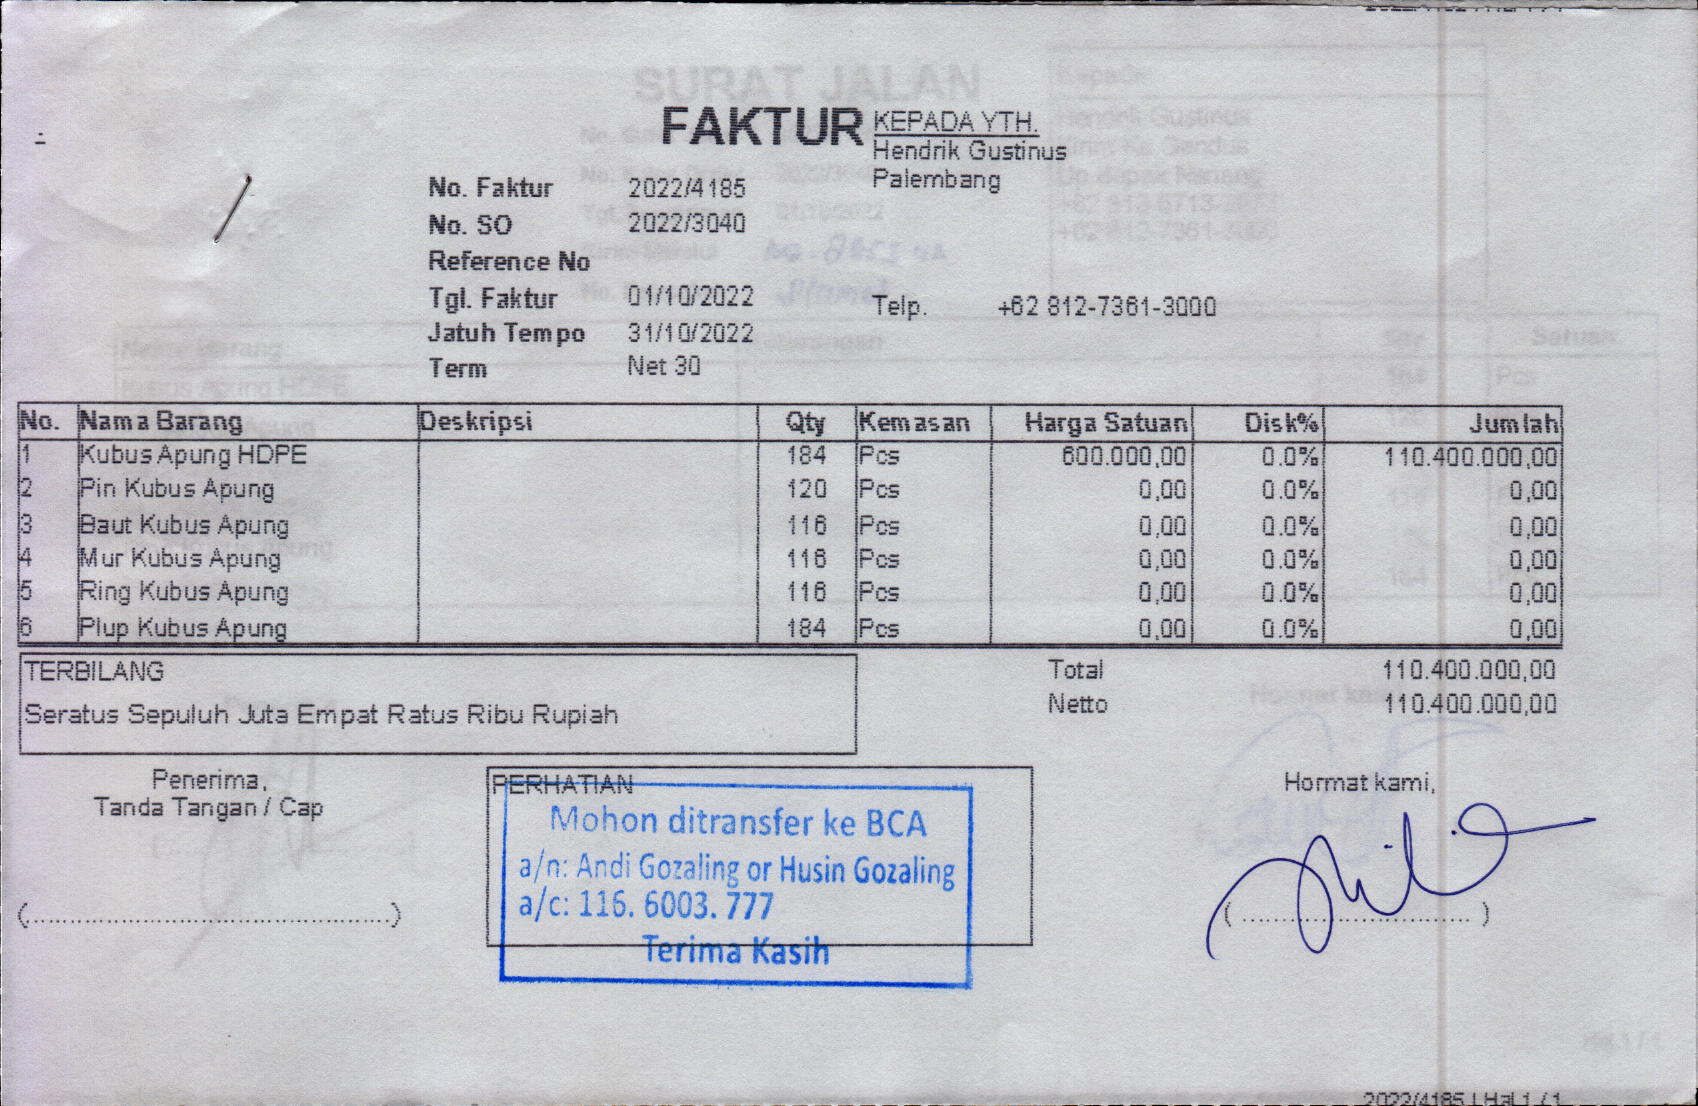 FAKTUR
KEPADA YTH.
Hendrik Gustinus
Palembang
No. Faktur 2022/4185
No. SO 2022/3040
Reference No
Tgl. Faktur 01/10/2022
Telp. +62 812-7361-3000
Jatuh Tempo 31/10/2022
Term Net 30
No. Nama Barang Deskripsi Qty Kemasan Harga Satuan Disk% Jumlah
1 Kubus Apung HDPE 184 Pcs 600.000,00 0.0% 110.400.000,00
2 Pin Kubus Apung 120 Pcs 0,00 0.0% 0,00
3 Baut Kubus Apung 116 Pcs 0,00 0.0% 0,00
4 Mur Kubus Apung 116 Pcs 0,00 0.0% 0,00
5 Ring Kubus Apung 116 Pcs 0,00 0.0% 0,00
6 Plup Kubus Apung 184 Pcs 0,00 0.0% 0,00
TERBILANG
Seratus Sepuluh Juta Empat Ratus Ribu Rupiah
Total 110.400.000,00
Netto 110.400.000,00
Penerima,
Tanda Tangan / Cap
PERHATIAN
Mohon ditransfer ke BCA
a/n: Andi Gozaling or Husin Gozaling
a/c: 116. 6003. 777
Terima Kasih
Hormat kami,
2022/4185 | Hal 1 / 1
SURAT JALAN